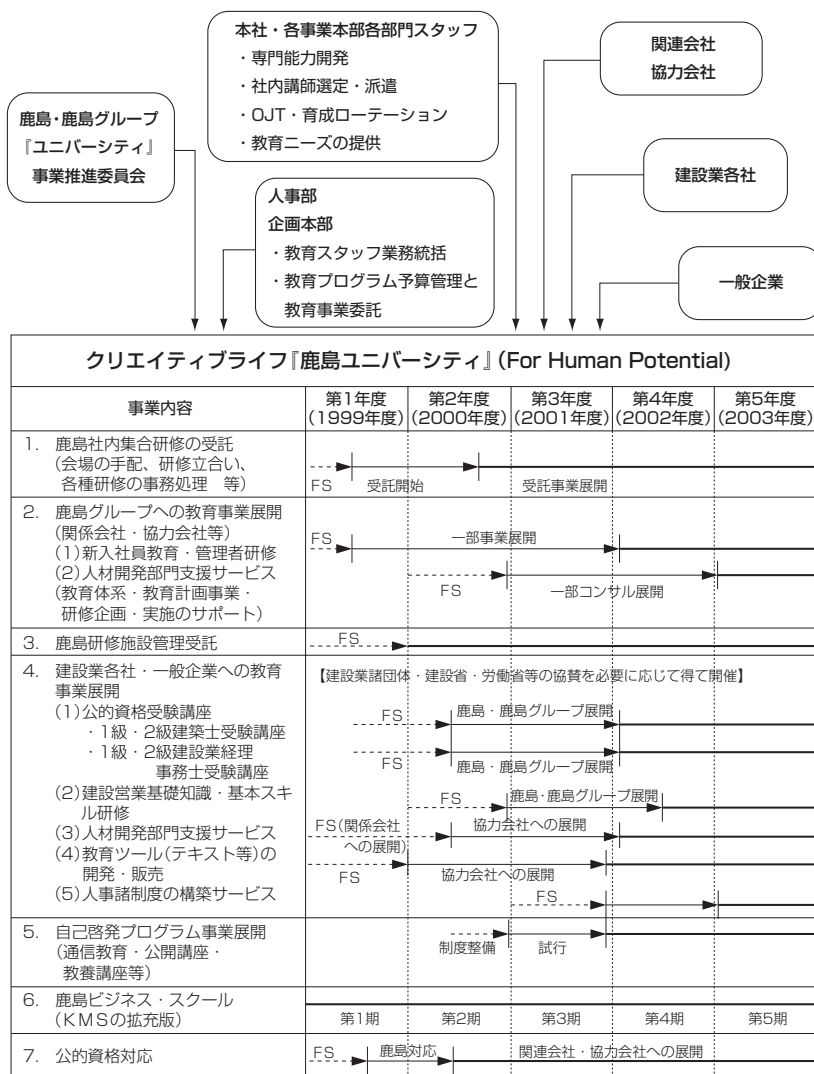 本社・各事業本部各部門スタッフ
・専門能力開発
・社内講師選定・派遣
・OJT・育成ローテーション
・教育ニーズの提供
関連会社
協力会社
鹿島・鹿島グループ
『ユニバーシティ』
事業推進委員会
建設業各社
人事部
企画本部
・教育スタッフ業務統括
・教育プログラム予算管理と
教育事業委託
一般企業
クリエイティブライフ『鹿島ユニバーシティ』(For Human Potential)
事業内容
第1年度
(1999年度)
第2年度
(2000年度)
第3年度
(2001年度)
第4年度
(2002年度)
第5年度
(2003年度)
1. 鹿島社内集合研修の受託
(会場の手配、研修立合い、
各種研修の事務処理 等)
FS 受託開始 受託事業展開
2. 鹿島グループへの教育事業展開
(関係会社・協力会社等)
(1)新入社員教育・管理者研修
(2)人材開発部門支援サービス
(教育体系・教育計画事業・
研修企画・実施のサポート)
FS 一部事業展開
FS 一部コンサル展開
3. 鹿島研修施設管理受託
FS
4. 建設業各社・一般企業への教育
事業展開
(1)公的資格受験講座
・1級・2級建築士受験講座
・1級・2級建設業経理
事務士受験講座
(2)建設営業基礎知識・基本スキ
ル研修
(3)人材開発部門支援サービス
(4)教育ツール(テキスト等)の
開発・販売
(5)人事諸制度の構築サービス
【建設業諸団体・建設省・労働省等の協賛を必要に応じて得て開催】
FS 鹿島・鹿島グループ展開
FS 鹿島・鹿島グループ展開
FS 鹿島・鹿島グループ展開
FS(関係会社
への展開)
協力会社への展開
FS 協力会社への展開
FS
5. 自己啓発プログラム事業展開
(通信教育・公開講座・
教養講座等)
制度整備 試行
6. 鹿島ビジネス・スクール
(KMSの拡充版)
第1期 第2期 第3期 第4期 第5期
7. 公的資格対応
FS 鹿島対応 関連会社・協力会社への展開